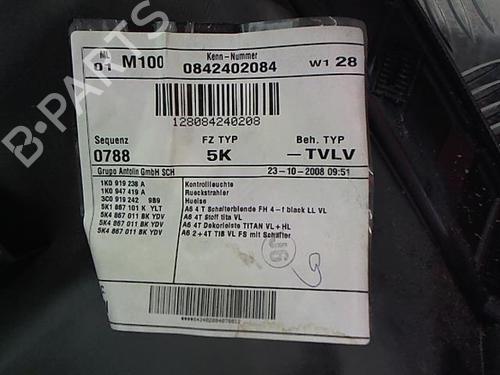 ML
01 M100
Kenn-Nummer
0842402084
W1 28
128084240208
Sequenz FZ TYP Beh. TYP
0788 5K -TVLV
Grupo Antolin GmbH SCH 23-10-2008 09:51
1K0 919 238 A Kontrollleuchte
1K0 947 419 A Rueckstrahler
3C0 919 242 9B9 Huelse
5K1 867 101 K YLT A6 4 T Schalterblende FH 4-f black LL VL
5K4 867 011 BK YDV A6 4T Stoff tita VL
5K4 867 011 BK YDV A6 4T Dekorleiste TITAN VL+HL
5K4 867 011 BK YDV A6 2+4T TIB VL FS mit Schalter
B-PARTS